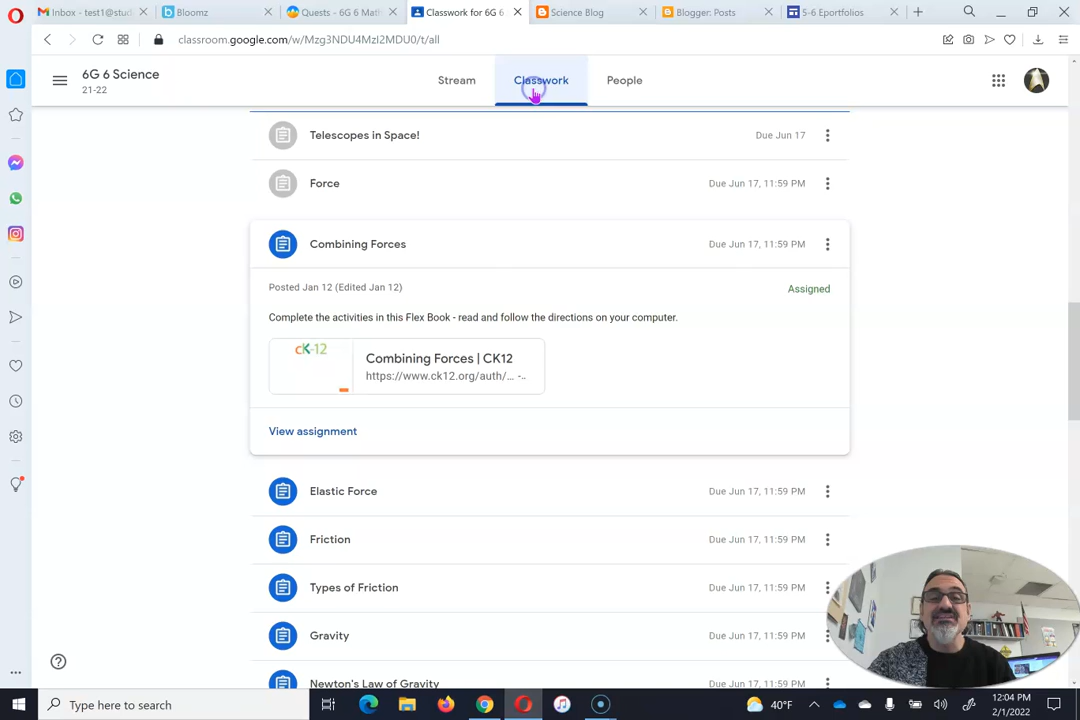 Inbox - test1@stud
Bloomz
Quests - 6G 6 Math
Classwork for 6G 6
Science Blog
Blogger: Posts
5-6 Eportfolios
classroom.google.com/w/Mzg3NDU4MzI2MDU0/t/all
6G 6 Science
21-22
Stream
Classwork
People
Telescopes in Space!
Due Jun 17
Force
Due Jun 17, 11:59 PM
Combining Forces
Due Jun 17, 11:59 PM
Posted Jan 12 (Edited Jan 12)
Assigned
Complete the activities in this Flex Book - read and follow the directions on your computer.
cK-12
Combining Forces | CK12
https://www.ck12.org/auth/... -..
View assignment
Elastic Force
Due Jun 17, 11:59 PM
Friction
Due Jun 17, 11:59 PM
Types of Friction
Due Jun 17, 11:59 PM
Gravity
Due Jun 17, 11:59 PM
Newton's Law of Gravity
Due Jun 17, 11:59 PM
Type here to search
40°F
12:04 PM
2/1/2022